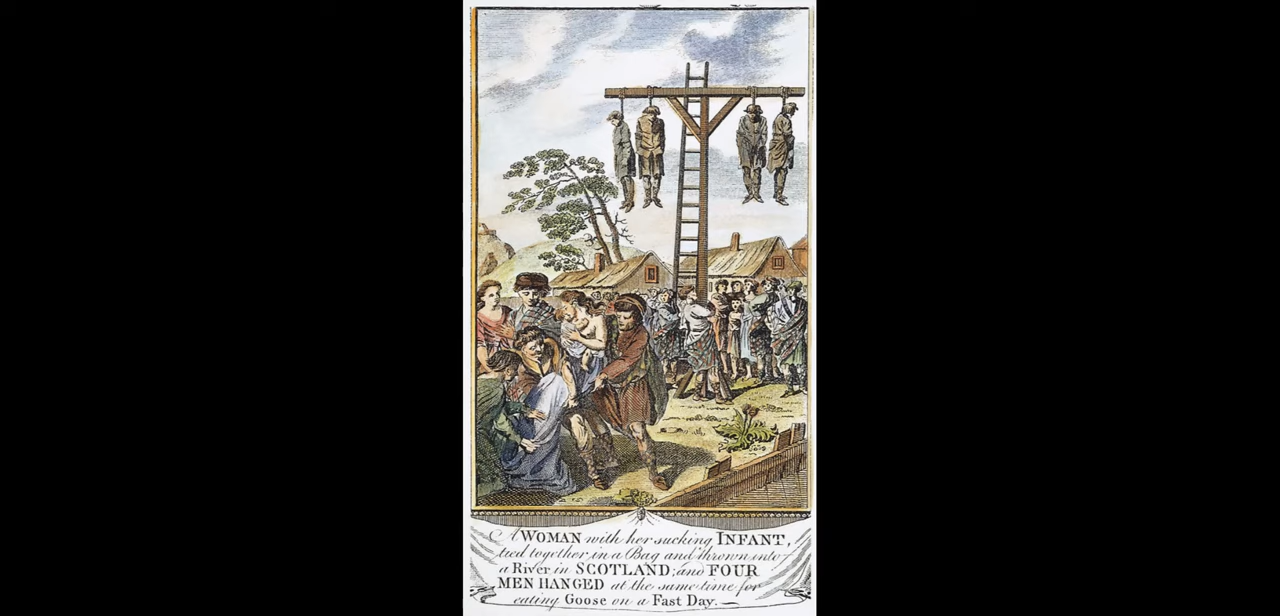 A WOMAN with her sucking INFANT,
tied together in a Bag and thrown into
a River in SCOTLAND; and FOUR
MEN HANGED at the same time for
eating Goose on a Fast Day.—